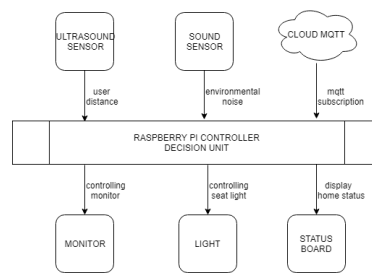 ULTRASOUND
SENSOR
SOUND
SENSOR
CLOUD MQTT
user
distance
environmental
noise
mqtt
subscription
RASPBERRY PI CONTROLLER
DECISION UNIT
controlling
monitor
controlling
seat light
display
home status
MONITOR
LIGHT
STATUS
BOARD